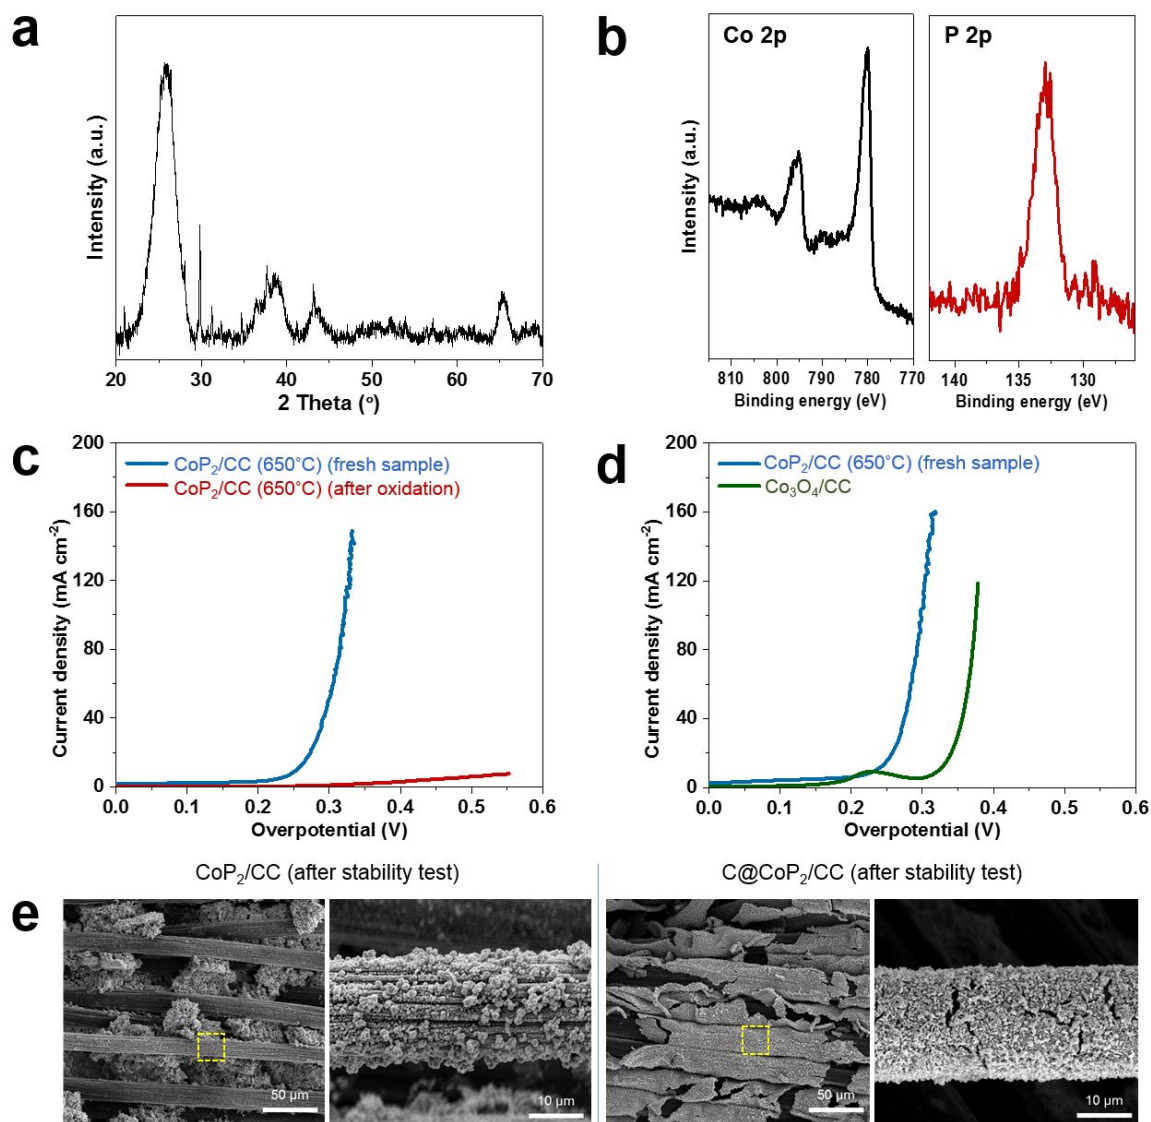 a
Intensity (a.u.)
20 30 40 50 60 70
2 Theta (°)
b
Co 2p
P 2p
Intensity (a.u.)
810 800 790 780 770
Binding energy (eV)
140 135 130
Binding energy (eV)
c
CoP₂/CC (650°C) (fresh sample)
CoP₂/CC (650°C) (after oxidation)
Current density (mA cm⁻²)
200
160
120
80
40
0
0.0 0.1 0.2 0.3 0.4 0.5 0.6
Overpotential (V)
d
CoP₂/CC (650°C) (fresh sample)
Co₃O₄/CC
Current density (mA cm⁻²)
200
160
120
80
40
0
0.0 0.1 0.2 0.3 0.4 0.5 0.6
Overpotential (V)
e
CoP₂/CC (after stability test)
C@CoP₂/CC (after stability test)
50 µm
10 µm
50 µm
10 µm